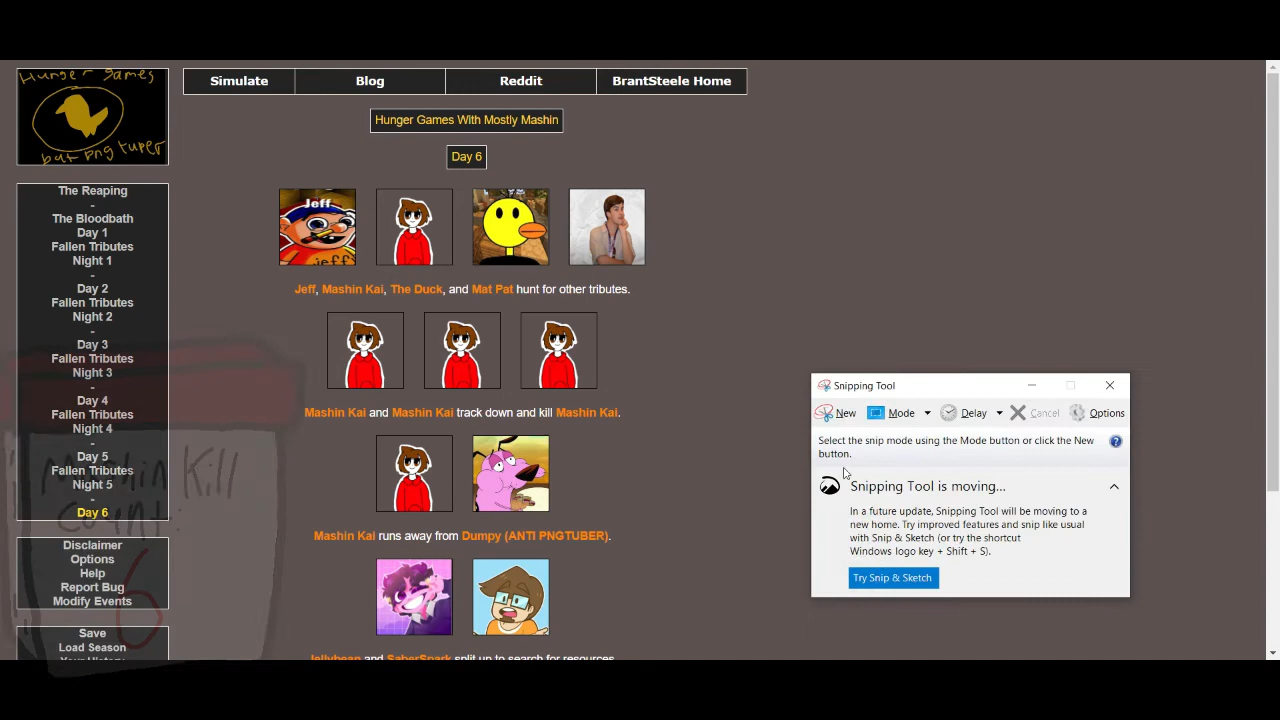 Hunger Games
but png tuper
Simulate
Blog
Reddit
BrantSteele Home
Hunger Games With Mostly Mashin
Day 6
The Reaping
-
The Bloodbath
Day 1
Fallen Tributes
Night 1
-
Day 2
Fallen Tributes
Night 2
-
Day 3
Fallen Tributes
Night 3
-
Day 4
Fallen Tributes
Night 4
-
Day 5
Fallen Tributes
Night 5
-
Day 6
Disclaimer
Options
Help
Report Bug
Modify Events
Save
Load Season
Your History
Mashin Kill
Count:
6
Jeff
jeff
Jeff, Mashin Kai, The Duck, and Mat Pat hunt for other tributes.
Mashin Kai and Mashin Kai track down and kill Mashin Kai.
Mashin Kai runs away from Dumpy (ANTI PNGTUBER).
Jellybean and SaberSpark split up to search for resources.
Snipping Tool
New
Mode
Delay
Cancel
Options
Select the snip mode using the Mode button or click the New
button.
Snipping Tool is moving...
In a future update, Snipping Tool will be moving to a
new home. Try improved features and snip like usual
with Snip & Sketch (or try the shortcut
Windows logo key + Shift + S).
Try Snip & Sketch